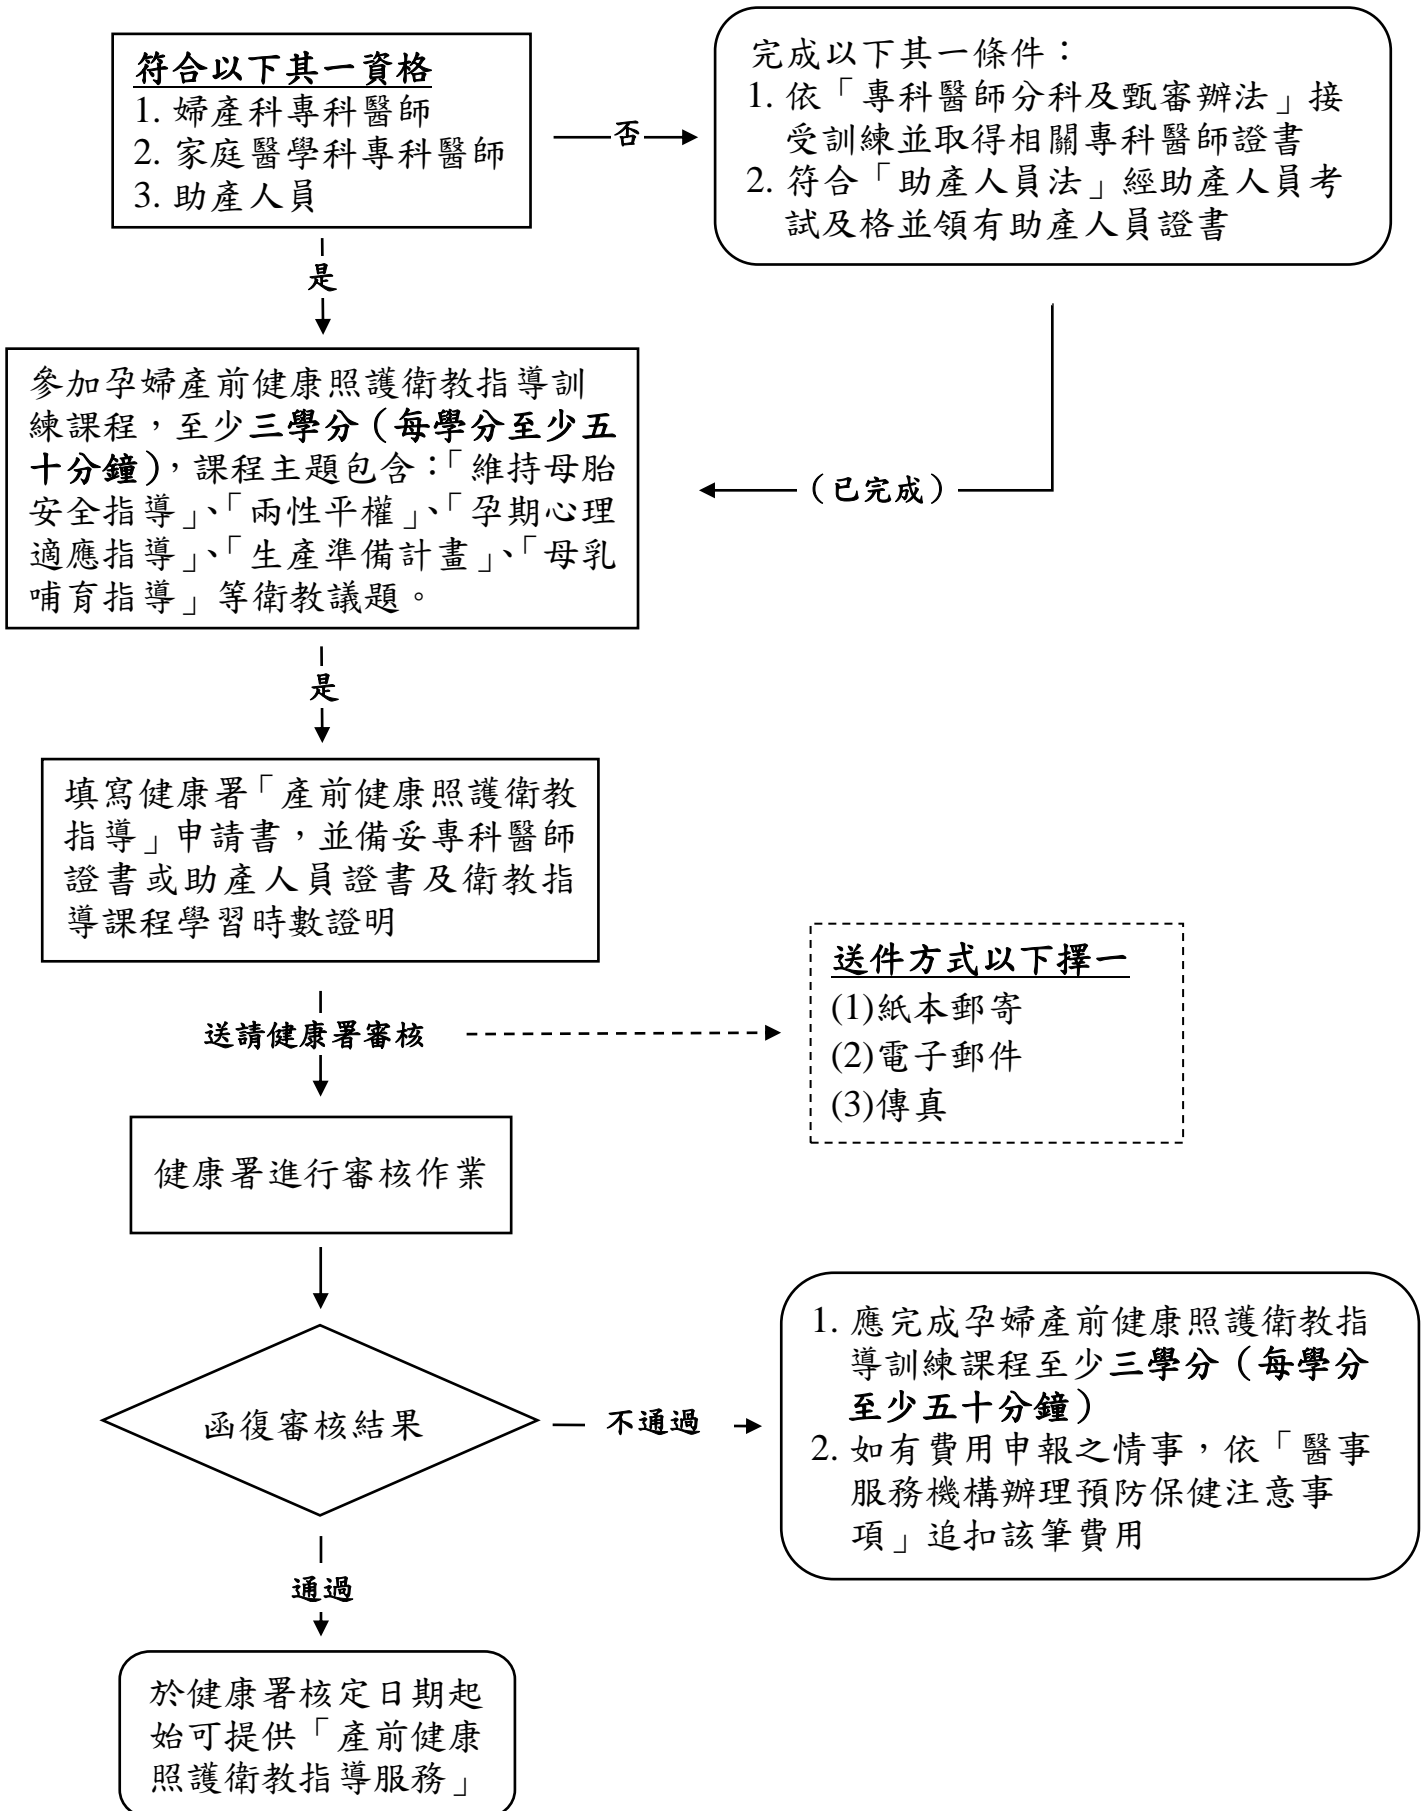 符合以下其一資格
1. 婦產科專科醫師
2. 家庭醫學科專科醫師
3. 助產人員
否
完成以下其一條件：
1. 依「專科醫師分科及甄審辦法」接
受訓練並取得相關專科醫師證書
2. 符合「助產人員法」經助產人員考
試及格並領有助產人員證書
是
參加孕婦產前健康照護衛教指導訓
練課程，至少三學分（每學分至少五
十分鐘），課程主題包含：「維持母胎
安全指導」、「兩性平權」、「孕期心理
適應指導」、「生產準備計畫」、「母乳
哺育指導」等衛教議題。
（已完成）
是
填寫健康署「產前健康照護衛教
指導」申請書，並備妥專科醫師
證書或助產人員證書及衛教指
導課程學習時數證明
送請健康署審核
送件方式以下擇一
(1)紙本郵寄
(2)電子郵件
(3)傳真
健康署進行審核作業
函復審核結果
不通過
1. 應完成孕婦產前健康照護衛教指
導訓練課程至少三學分（每學分
至少五十分鐘）
2. 如有費用申報之情事，依「醫事
服務機構辦理預防保健注意事
項」追扣該筆費用
通過
於健康署核定日期起
始可提供「產前健康
照護衛教指導服務」